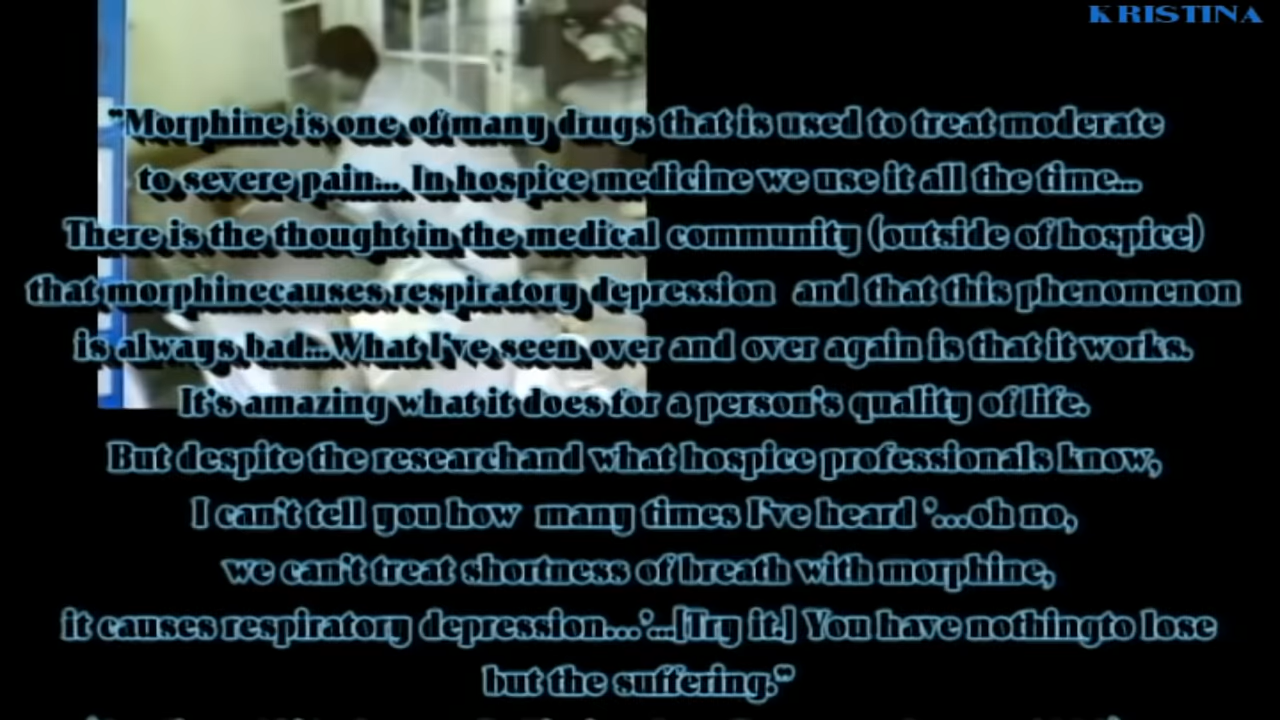 KRISTINA
"Morphine is one of many drugs that is used to treat moderate
to severe pain... In hospice medicine we use it all the time...
There is the thought in the medical community (outside of hospice)
that morphinecauses respiratory depression and that this phenomenon
is always bad...What I've seen over and over again is that it works.
It's amazing what it does for a person's quality of life.
But despite the researchand what hospice professionals know,
I can't tell you how many times I've heard '...oh no,
we can't treat shortness of breath with morphine,
it causes respiratory depression...'...[Try it.] You have nothingto lose
but the suffering."